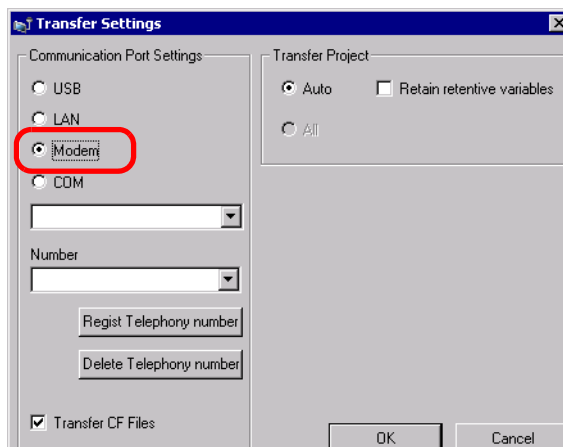 Transfer Settings
Communication Port Settings
USB
LAN
Modem
COM
Number
Regist Telephony number
Delete Telephony number
Transfer CF Files
Transfer Project
Auto
Retain retentive variables
All
OK
Cancel